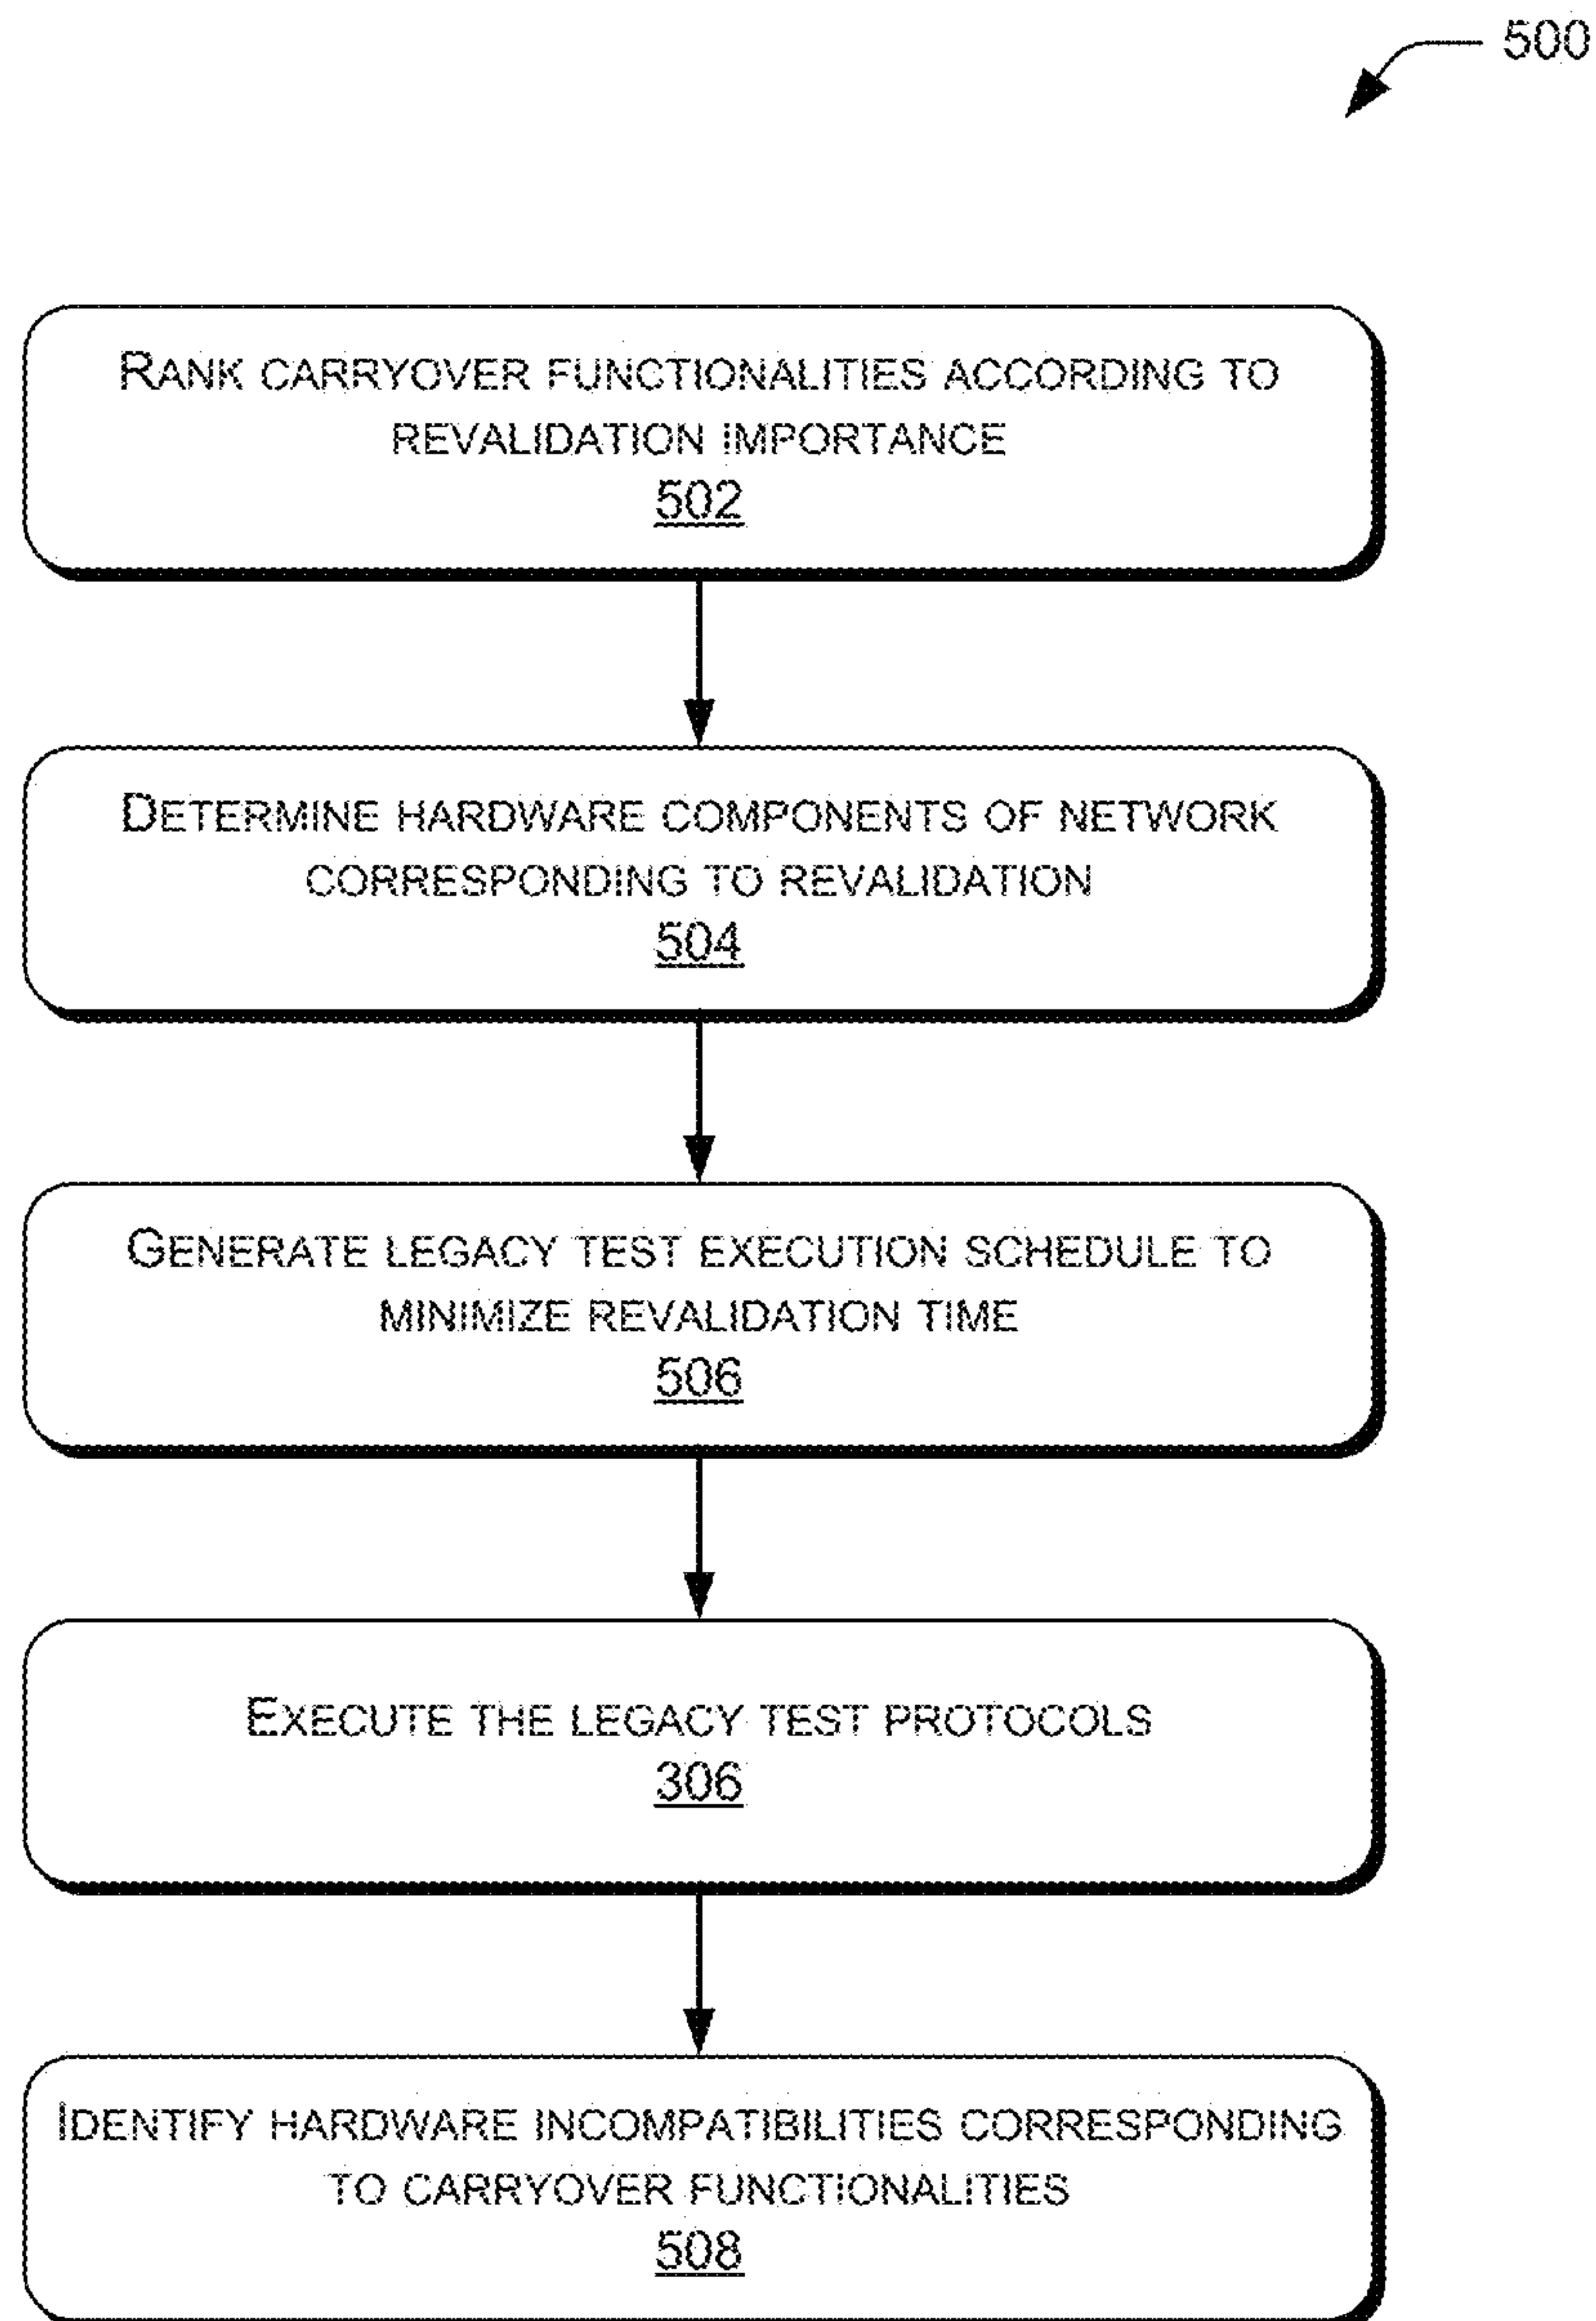 500
RANK CARRYOVER FUNCTIONALITIES ACCORDING TO
REVALIDATION IMPORTANCE
502
DETERMINE HARDWARE COMPONENTS OF NETWORK
CORRESPONDING TO REVALIDATION
504
GENERATE LEGACY TEST EXECUTION SCHEDULE TO
MINIMIZE REVALIDATION TIME
506
EXECUTE THE LEGACY TEST PROTOCOLS
306
IDENTIFY HARDWARE INCOMPATIBILITIES CORRESPONDING
TO CARRYOVER FUNCTIONALITIES
508